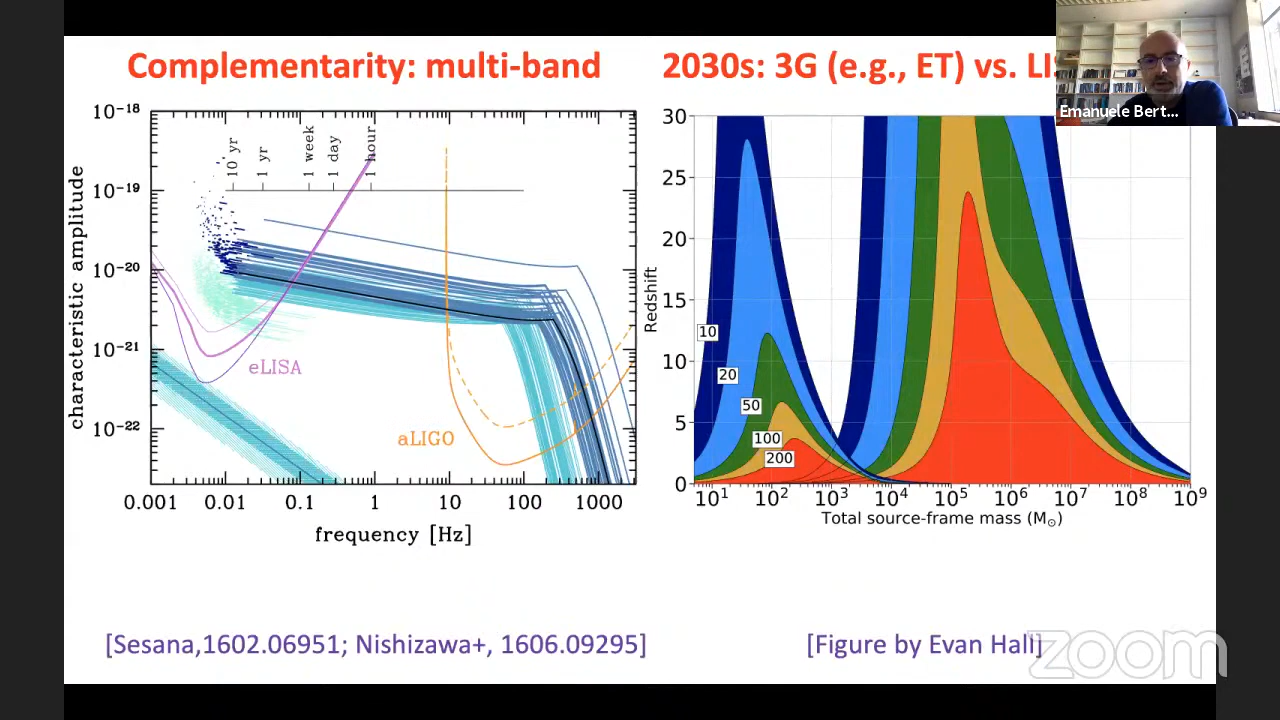 Complementarity: multi-band
2030s: 3G (e.g., ET) vs. LIS
Emanuele Bert...
characteristic amplitude
10-18
10-19
10-20
10-21
10-22
10 yr
1 yr
1 week
1 day
1 hour
eLISA
aLIGO
0.001 0.01 0.1 1 10 100 1000
frequency [Hz]
Redshift
30
25
20
15
10
5
0
10
20
50
100
200
10¹ 10² 10³ 10⁴ 10⁵ 10⁶ 10⁷ 10⁸ 10⁹
Total source-frame mass (M⊙)
[Sesana,1602.06951; Nishizawa+, 1606.09295]
[Figure by Evan Hall]
zoom